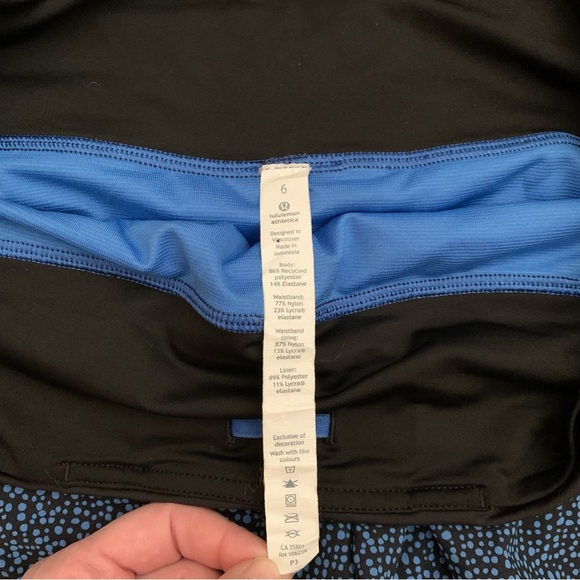 6
lululemon
athletica
Designed in
Vancouver
Made in
Indonesia
Body:
86% Recycled
polyester
14% Elastane
Waistband:
77% Nylon
23% Lycra®
elastane
Waistband
lining:
87% Nylon
13% Lycra®
elastane
Liner:
89% Polyester
11% Lycra®
elastane
Exclusive of
decoration
Wash with like
colours
P3